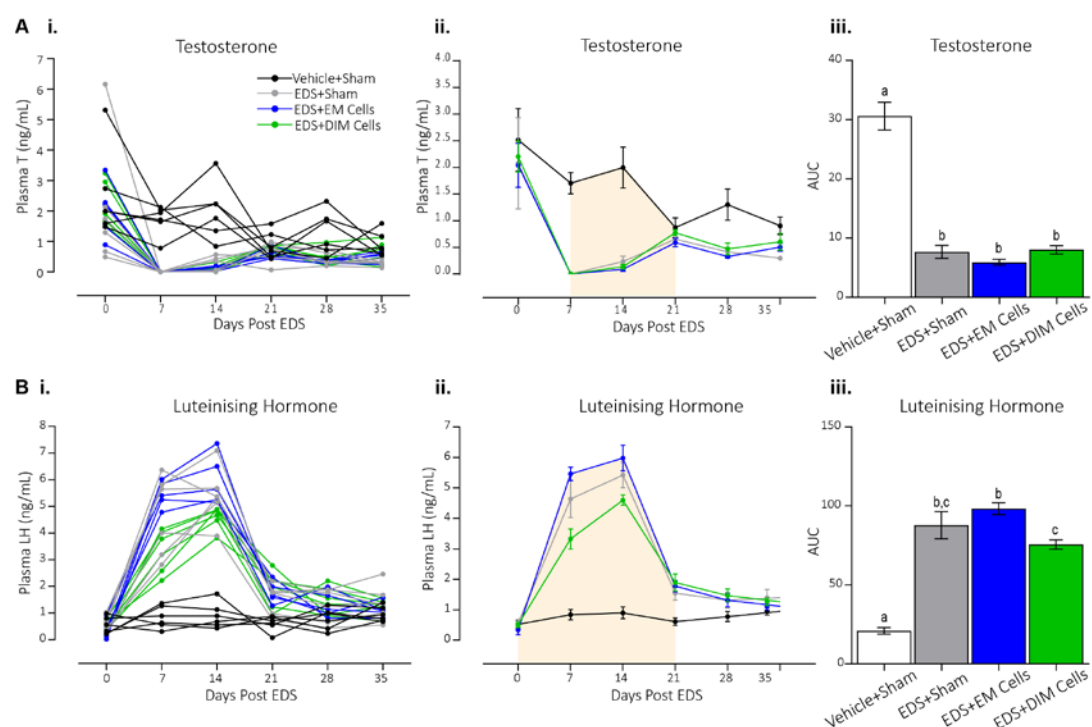 A i.
Testosterone
Plasma T (ng/mL)
7
6
5
4
3
2
1
0
Vehicle+Sham
EDS+Sham
EDS+EM Cells
EDS+DIM Cells
0 7 14 21 28 35
Days Post EDS
ii.
Testosterone
Plasma T (ng/mL)
4.0
3.5
3.0
2.5
2.0
1.5
1.0
0.5
0.0
0 7 14 21 28 35
Days Post EDS
iii.
Testosterone
AUC
40
30
20
10
0
a
b
b
b
Vehicle+Sham
EDS+Sham
EDS+EM Cells
EDS+DIM Cells
B i.
Luteinising Hormone
Plasma LH (ng/mL)
8
7
6
5
4
3
2
1
0
0 7 14 21 28 35
Days Post EDS
ii.
Luteinising Hormone
Plasma LH (ng/mL)
7
6
5
4
3
2
1
0
0 7 14 21 28 35
Days Post EDS
iii.
Luteinising Hormone
AUC
150
100
50
0
a
b,c
b
c
Vehicle+Sham
EDS+Sham
EDS+EM Cells
EDS+DIM Cells